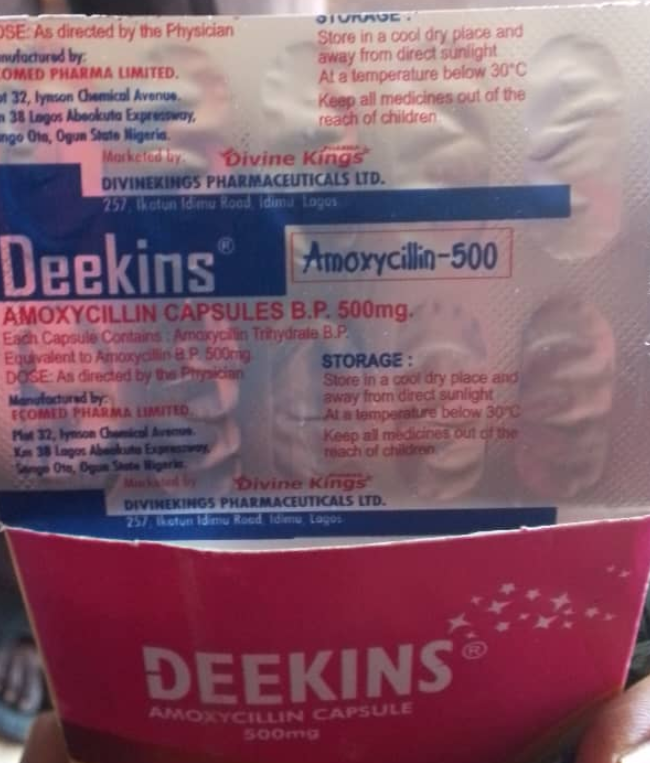 DOSE: As directed by the Physician
STORAGE :
Store in a cool dry place and
away from direct sunlight
At a temperature below 30°C
Keep all medicines out of the
reach of children
Manufactured by:
ECOMED PHARMA LIMITED.
Plot 32, Iynson Chemical Avenue.
Km 38 Lagos Abeokuta Expressway,
Sango Ota, Ogun State Nigeria.
Marketed by: Divine Kings
PHARMA
DIVINEKINGS PHARMACEUTICALS LTD.
257, Ikotun Idimu Road, Idimu, Lagos
Deekins®
Amoxycillin-500
AMOXYCILLIN CAPSULES B.P. 500mg.
Each Capsule Contains : Amoxycillin Trihydrate B.P.
Equivalent to Amoxycillin B.P. 500mg
DOSE: As directed by the Physician
STORAGE :
Store in a cool dry place and
away from direct sunlight
At a temperature below 30°C
Keep all medicines out of the
reach of children
Manufactured by:
ECOMED PHARMA LIMITED.
Plot 32, Iynson Chemical Avenue.
Km 38 Lagos Abeokuta Expressway,
Sango Ota, Ogun State Nigeria.
Marketed by Divine Kings
PHARMA
DIVINEKINGS PHARMACEUTICALS LTD.
257, Ikotun Idimu Road, Idimu, Lagos
DEEKINS®
AMOXYCILLIN CAPSULE
500mg